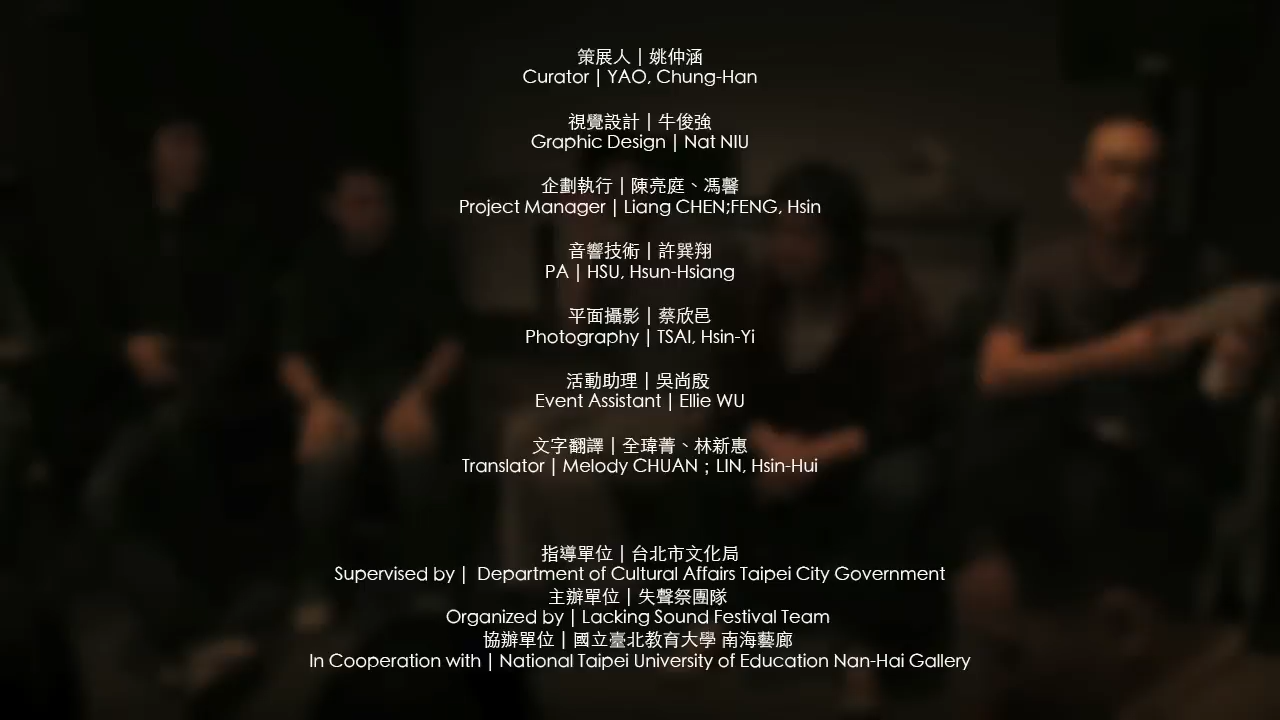 策展人 | 姚仲涵
Curator | YAO, Chung-Han
視覺設計 | 牛俊強
Graphic Design | Nat NIU
企劃執行 | 陳亮庭、馮馨
Project Manager | Liang CHEN;FENG, Hsin
音響技術 | 許巽翔
PA | HSU, Hsun-Hsiang
平面攝影 | 蔡欣邑
Photography | TSAI, Hsin-Yi
活動助理 | 吳尚殷
Event Assistant | Ellie WU
文字翻譯 | 全瑋菁、林新惠
Translator | Melody CHUAN；LIN, Hsin-Hui
指導單位 | 台北市文化局
Supervised by | Department of Cultural Affairs Taipei City Government
主辦單位 | 失聲祭團隊
Organized by | Lacking Sound Festival Team
協辦單位 | 國立臺北教育大學 南海藝廊
In Cooperation with | National Taipei University of Education Nan-Hai Gallery